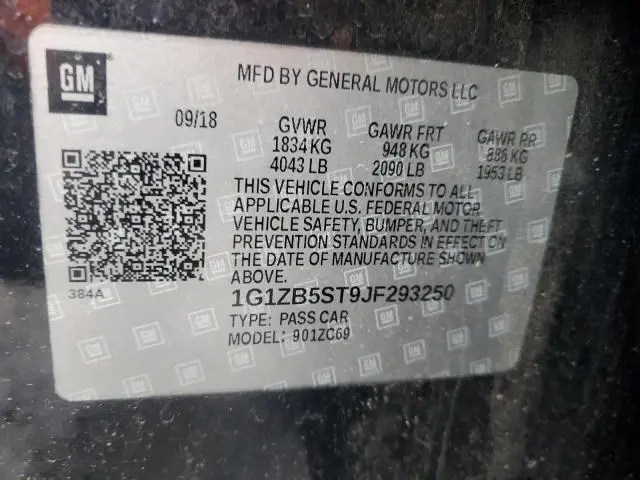 GM
MFD BY GENERAL MOTORS LLC
09/18 GVWR GAWR FRT GAWR RR
1834 KG 948 KG 886 KG
4043 LB 2090 LB 1953 LB
THIS VEHICLE CONFORMS TO ALL
APPLICABLE U.S. FEDERAL MOTOR
VEHICLE SAFETY, BUMPER, AND THEFT
PREVENTION STANDARDS IN EFFECT ON
THE DATE OF MANUFACTURE SHOWN
ABOVE.
384A
1G1ZB5ST9JF293250
TYPE: PASS CAR
MODEL: 901ZC69